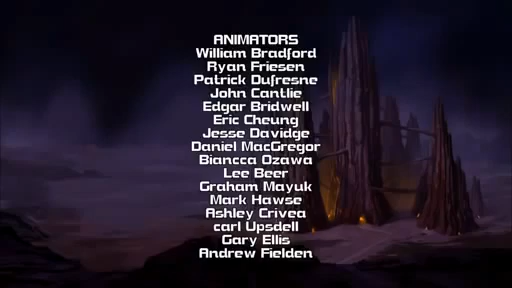 ANIMATORS
William Bradford
Ryan Friesen
Patrick Dufresne
John Cantlie
Edgar Bridwell
Eric Cheung
Jesse Davidge
Daniel MacGregor
Biancca Ozawa
Lee Beer
Graham Mayuk
Mark Hawse
Ashley Crivea
carl Upsdell
Gary Ellis
Andrew Fielden